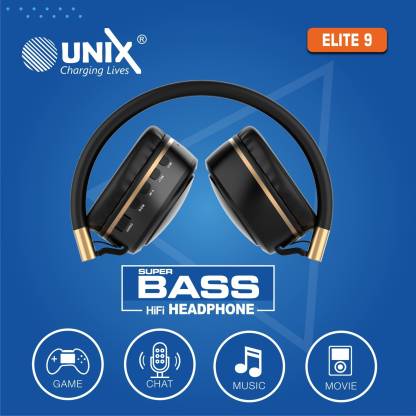 UNIX®
Charging Lives
ELITE 9
SUPER
BASS
HiFi HEADPHONE
GAME
CHAT
MUSIC
MOVIE